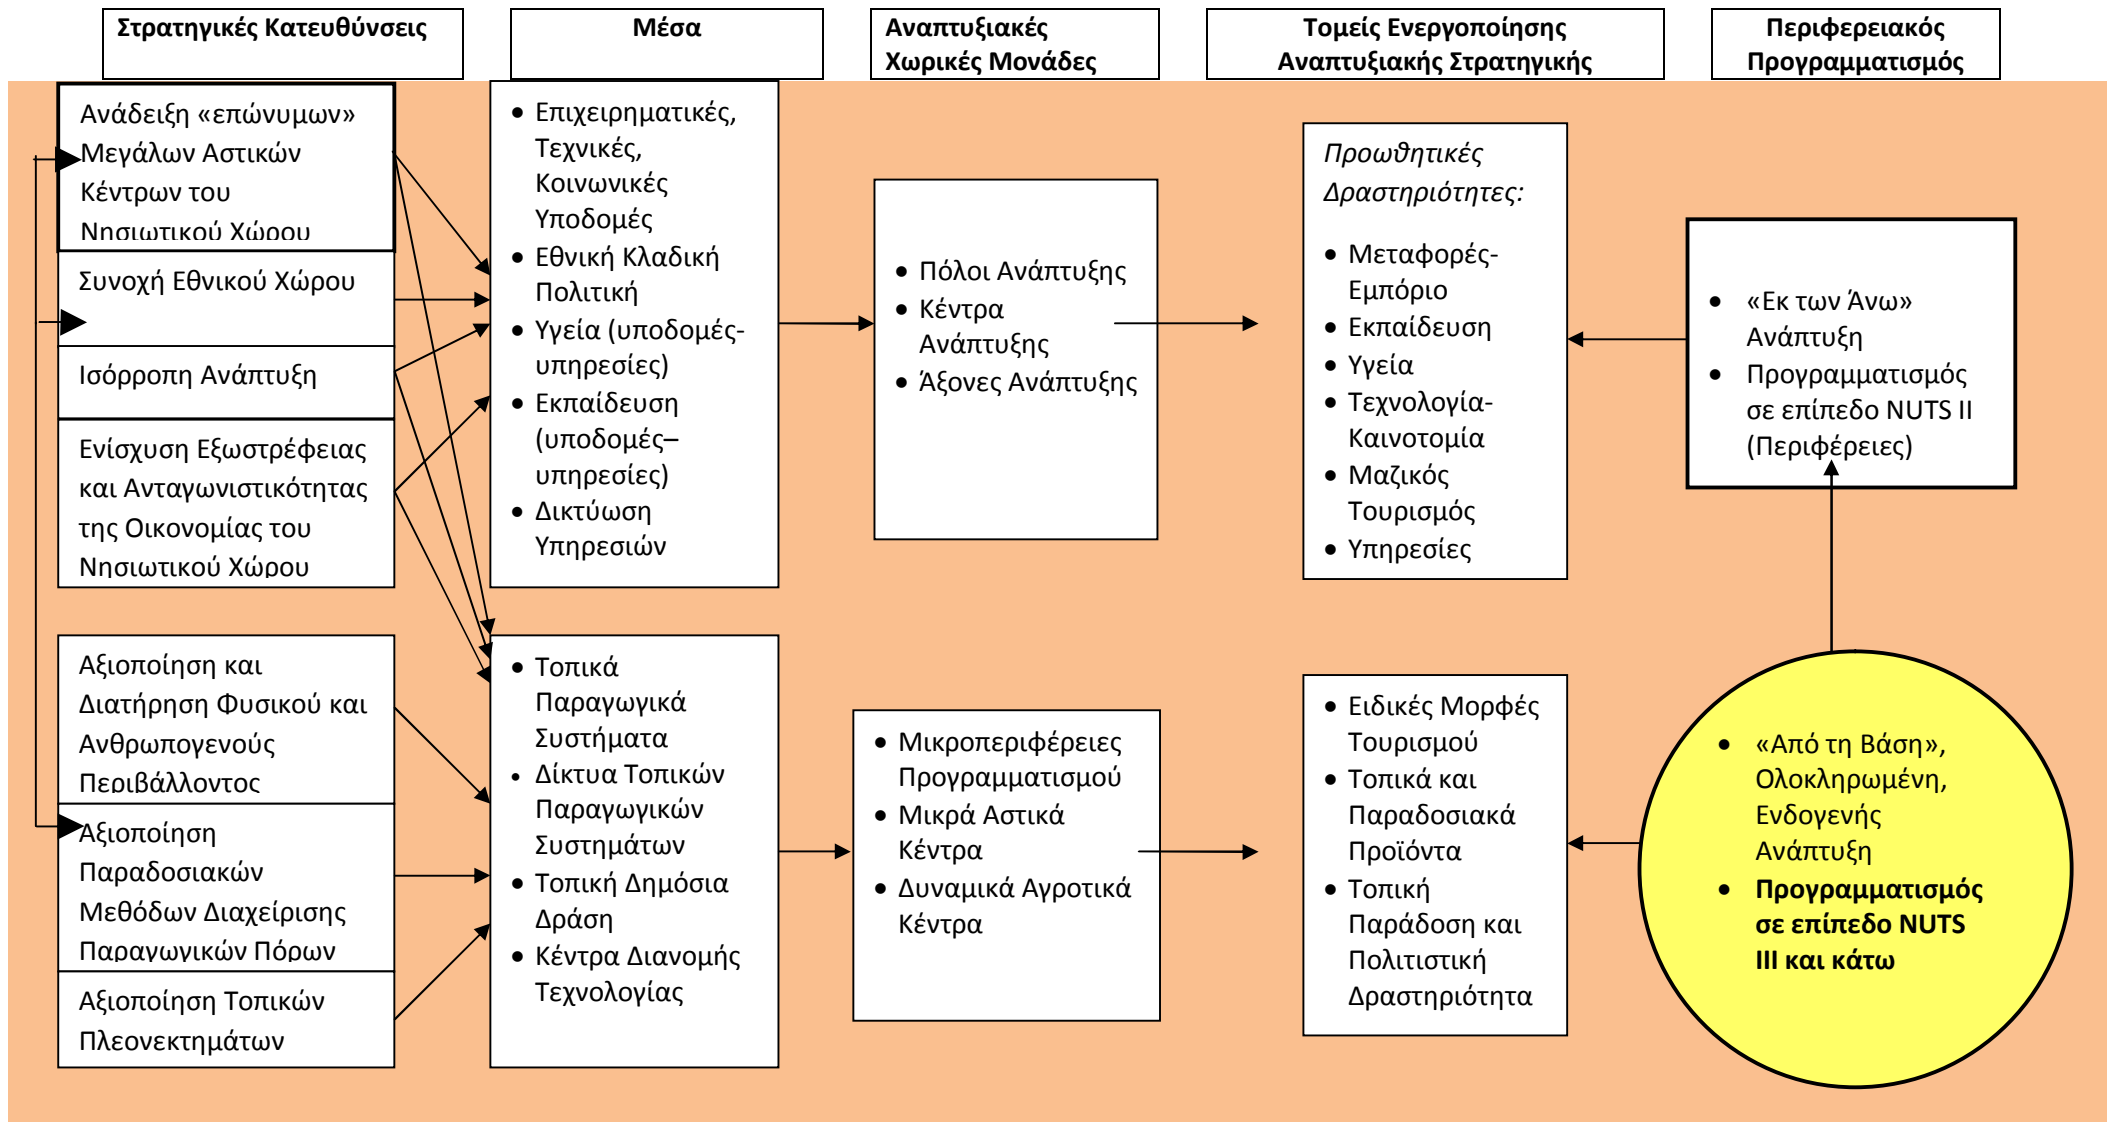 Στρατηγικές Κατευθύνσεις
Μέσα
Αναπτυξιακές
Χωρικές Μονάδες
Τομείς Ενεργοποίησης
Αναπτυξιακής Στρατηγικής
Περιφερειακός
Προγραμματισμός
Ανάδειξη «επώνυμων»
Μεγάλων Αστικών
Κέντρων του
Νησιωτικού Χώρου
Συνοχή Εθνικού Χώρου
Ισόρροπη Ανάπτυξη
Ενίσχυση Εξωστρέφειας
και Ανταγωνιστικότητας
της Οικονομίας του
Νησιωτικού Χώρου
Αξιοποίηση και
Διατήρηση Φυσικού και
Ανθρωπογενούς
Περιβάλλοντος
Αξιοποίηση
Παραδοσιακών
Μεθόδων Διαχείρισης
Παραγωγικών Πόρων
Αξιοποίηση Τοπικών
Πλεονεκτημάτων
• Επιχειρηματικές,
Τεχνικές,
Κοινωνικές
Υποδομές
• Εθνική Κλαδική
Πολιτική
• Υγεία (υποδομές-
υπηρεσίες)
• Εκπαίδευση
(υποδομές–
υπηρεσίες)
• Δικτύωση
Υπηρεσιών
• Τοπικά
Παραγωγικά
Συστήματα
• Δίκτυα Τοπικών
Παραγωγικών
Συστημάτων
• Τοπική Δημόσια
Δράση
• Κέντρα Διανομής
Τεχνολογίας
• Πόλοι Ανάπτυξης
• Κέντρα
Ανάπτυξης
• Άξονες Ανάπτυξης
• Μικροπεριφέρειες
Προγραμματισμού
• Μικρά Αστικά
Κέντρα
• Δυναμικά Αγροτικά
Κέντρα
Προωθητικές
Δραστηριότητες:
• Μεταφορές-
Εμπόριο
• Εκπαίδευση
• Υγεία
• Τεχνολογία-
Καινοτομία
• Μαζικός
Τουρισμός
• Υπηρεσίες
• Ειδικές Μορφές
Τουρισμού
• Τοπικά και
Παραδοσιακά
Προϊόντα
• Τοπική
Παράδοση και
Πολιτιστική
Δραστηριότητα
• «Εκ των Άνω»
Ανάπτυξη
• Προγραμματισμός
σε επίπεδο NUTS II
(Περιφέρειες)
• «Από τη Βάση»,
Ολοκληρωμένη,
Ενδογενής
Ανάπτυξη
• Προγραμματισμός
σε επίπεδο NUTS
III και κάτω